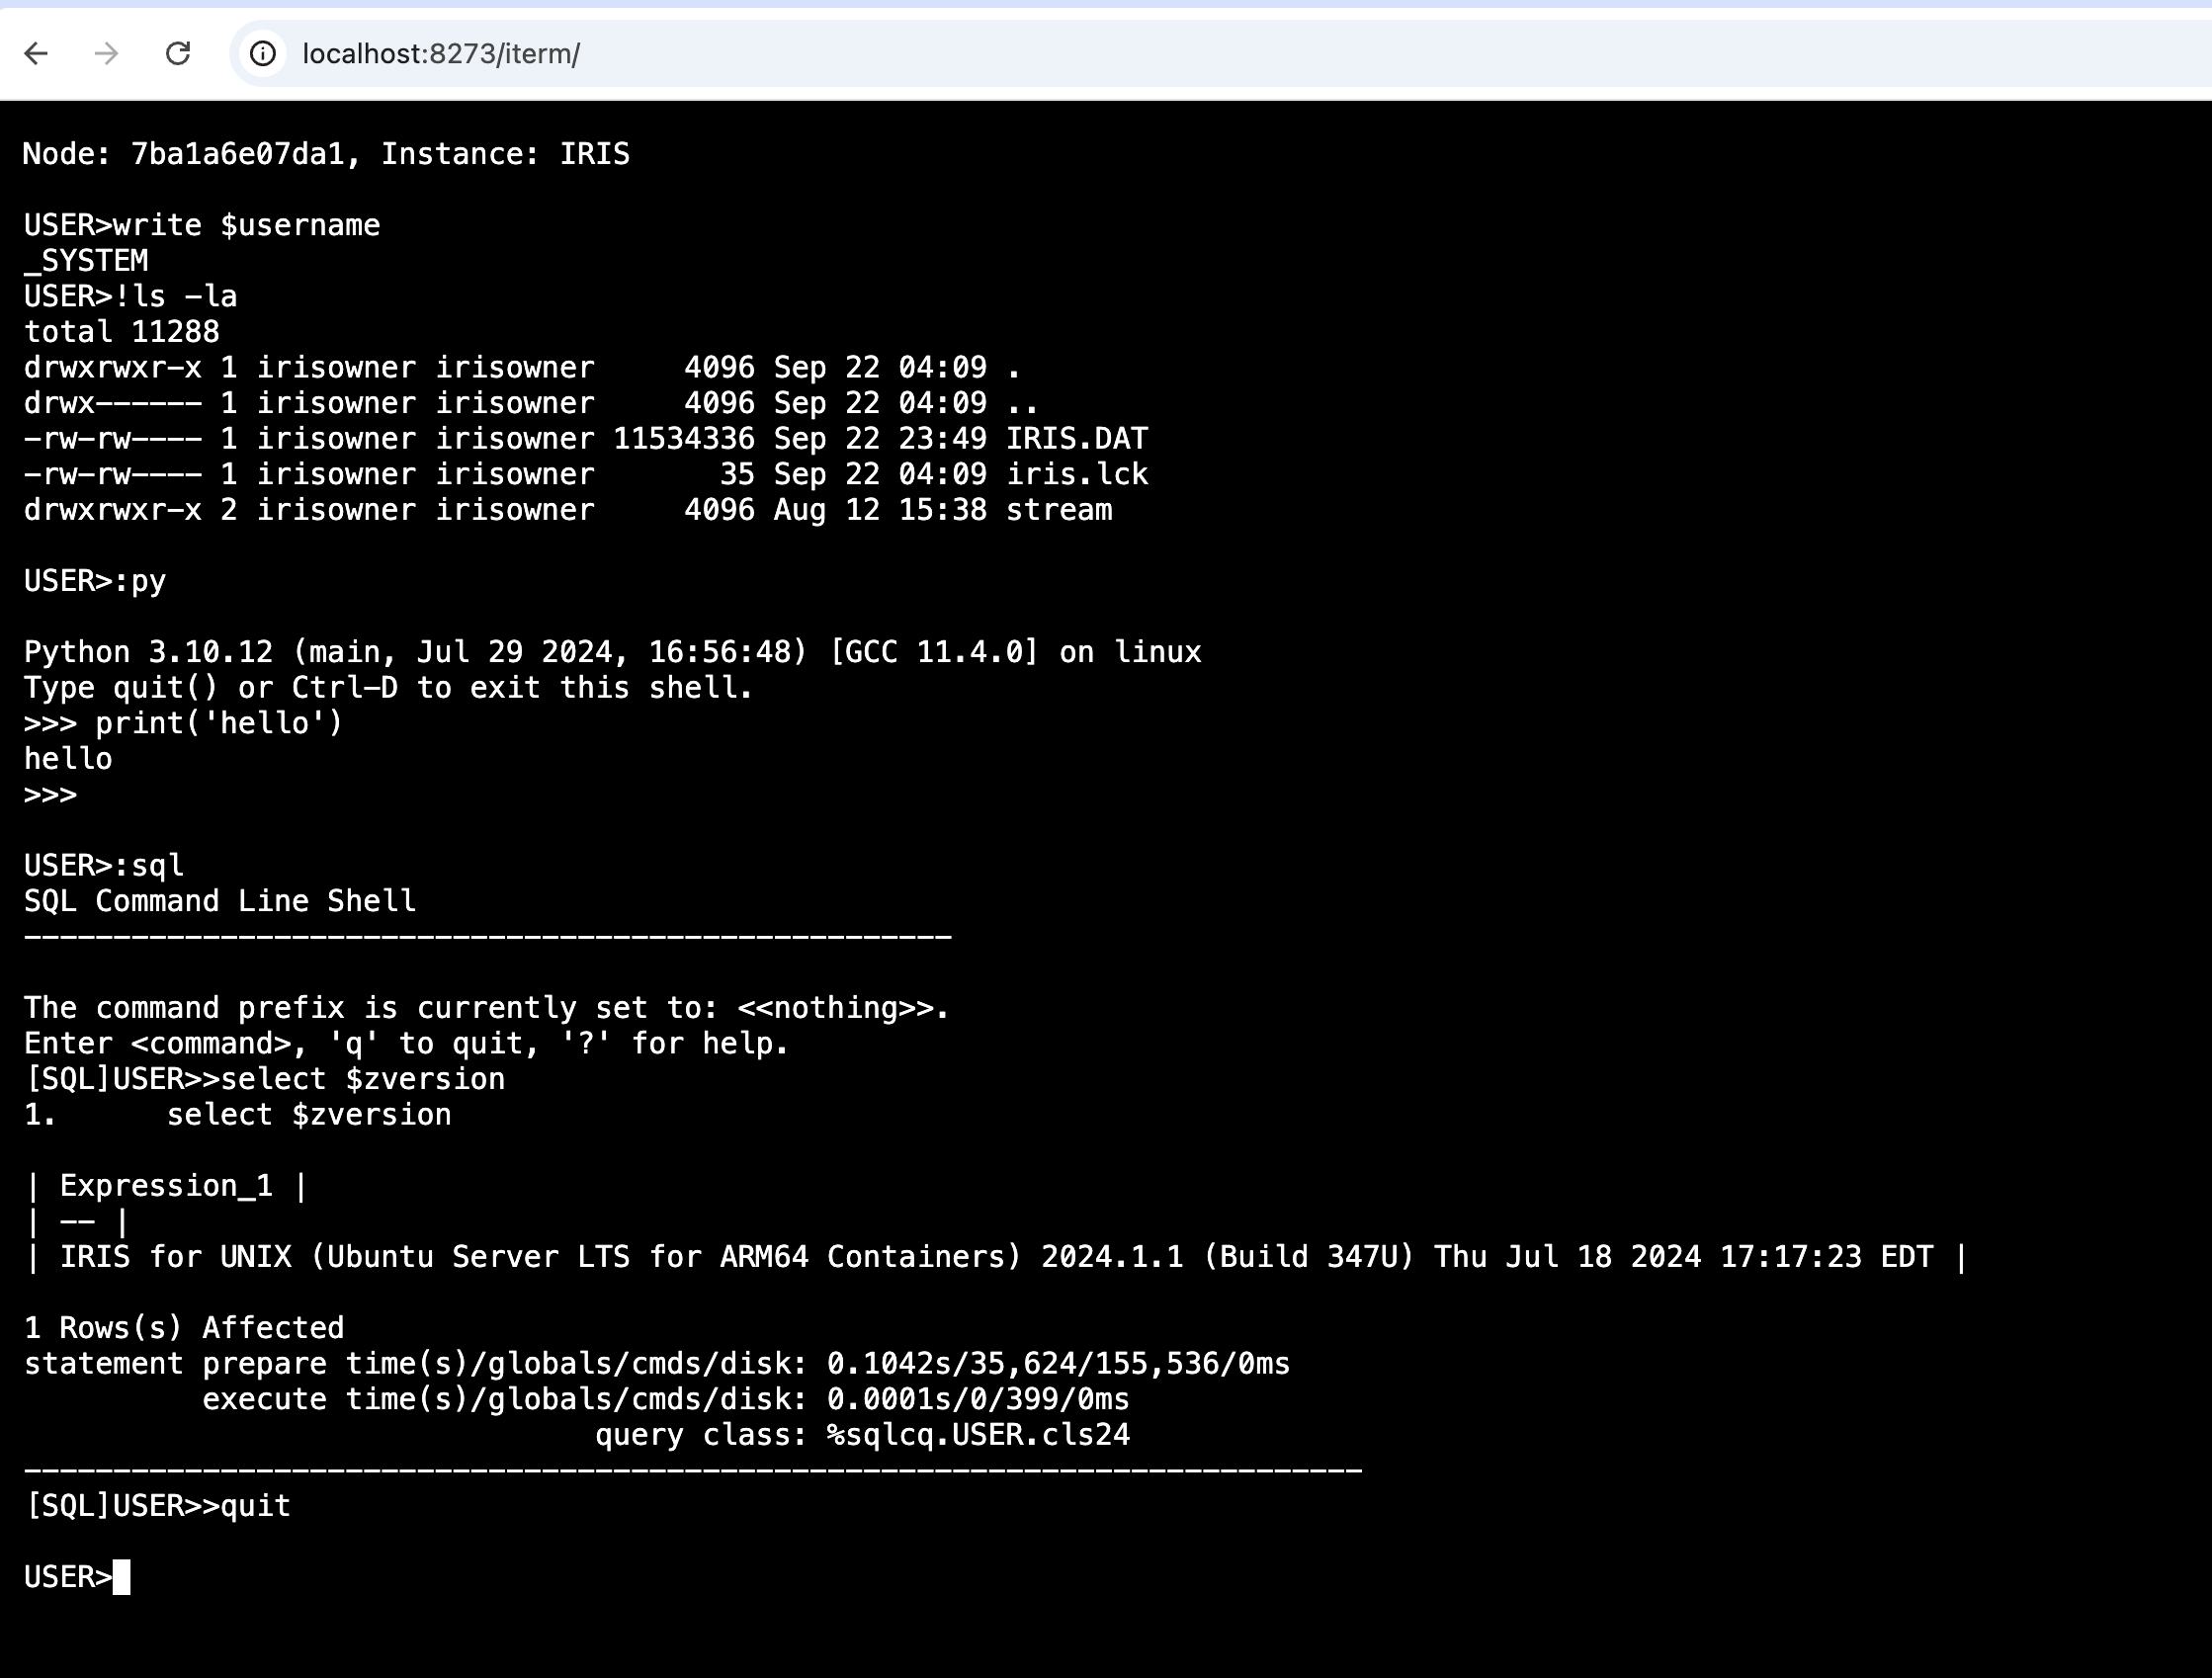 localhost:8273/iterm/
Node: 7ba1a6e07da1, Instance: IRIS
USER>write $username
_SYSTEM
USER>!ls -la
total 11288
drwxrwxr-x 1 irisowner irisowner     4096 Sep 22 04:09 .
drwx------ 1 irisowner irisowner     4096 Sep 22 04:09 ..
-rw-rw---- 1 irisowner irisowner 11534336 Sep 22 23:49 IRIS.DAT
-rw-rw---- 1 irisowner irisowner       35 Sep 22 04:09 iris.lck
drwxrwxr-x 2 irisowner irisowner     4096 Aug 12 15:38 stream
USER>:py
Python 3.10.12 (main, Jul 29 2024, 16:56:48) [GCC 11.4.0] on linux
Type quit() or Ctrl-D to exit this shell.
>>> print('hello')
hello
>>>
USER>:sql
SQL Command Line Shell
----------------------------------------------------
The command prefix is currently set to: <<nothing>>.
Enter <command>, 'q' to quit, '?' for help.
[SQL]USER>>select $zversion
1.      select $zversion
| Expression_1 |
| -- |
| IRIS for UNIX (Ubuntu Server LTS for ARM64 Containers) 2024.1.1 (Build 347U) Thu Jul 18 2024 17:17:23 EDT |
1 Rows(s) Affected
statement prepare time(s)/globals/cmds/disk: 0.1042s/35,624/155,536/0ms
          execute time(s)/globals/cmds/disk: 0.0001s/0/399/0ms
                                query class: %sqlcq.USER.cls24
---------------------------------------------------------------------------
[SQL]USER>>quit
USER>